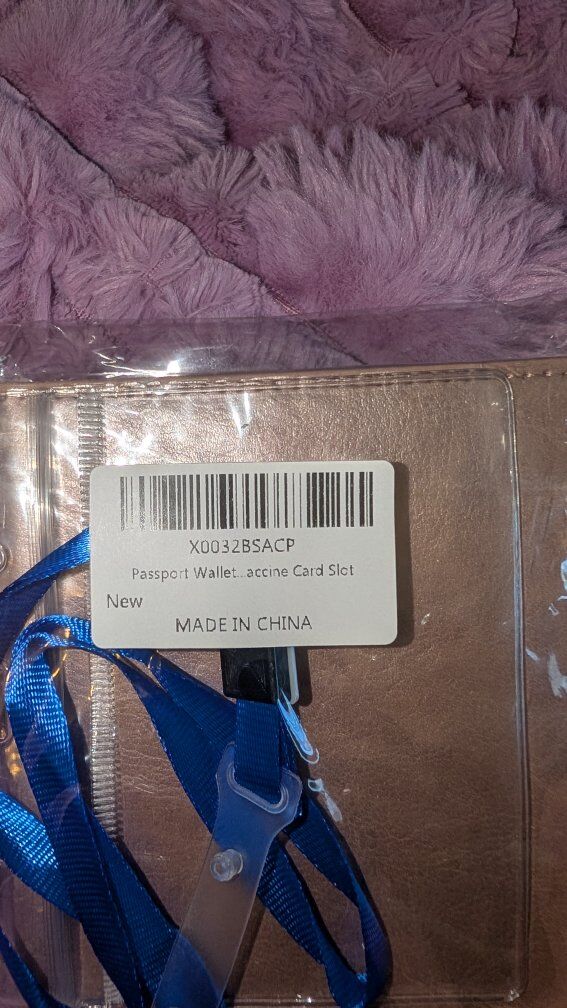 X0032BSACP
Passport Wallet...accine Card Slot
New
MADE IN CHINA